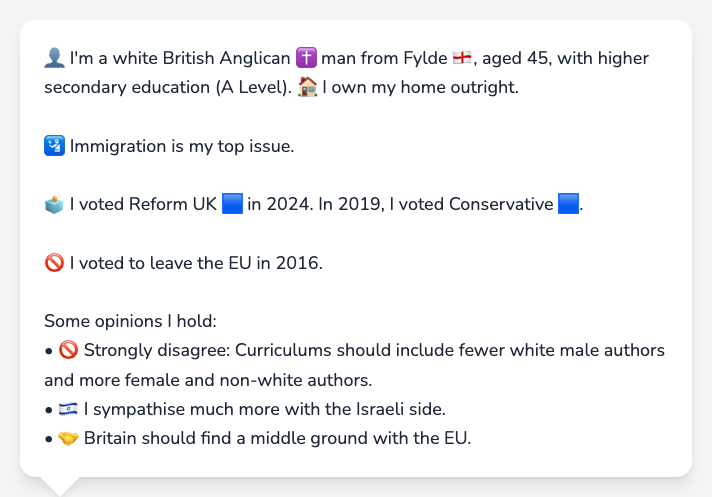 👤 I'm a white British Anglican ✝️ man from Fylde 🏴󠁧󠁢󠁥󠁮󠁧󠁿, aged 45, with higher
secondary education (A Level). 🏠 I own my home outright.
🛂 Immigration is my top issue.
🗳️ I voted Reform UK 🟦 in 2024. In 2019, I voted Conservative 🟦.
🚫 I voted to leave the EU in 2016.
Some opinions I hold:
• 🚫 Strongly disagree: Curriculums should include fewer white male authors
and more female and non-white authors.
• 🇮🇱 I sympathise much more with the Israeli side.
• 🤝 Britain should find a middle ground with the EU.